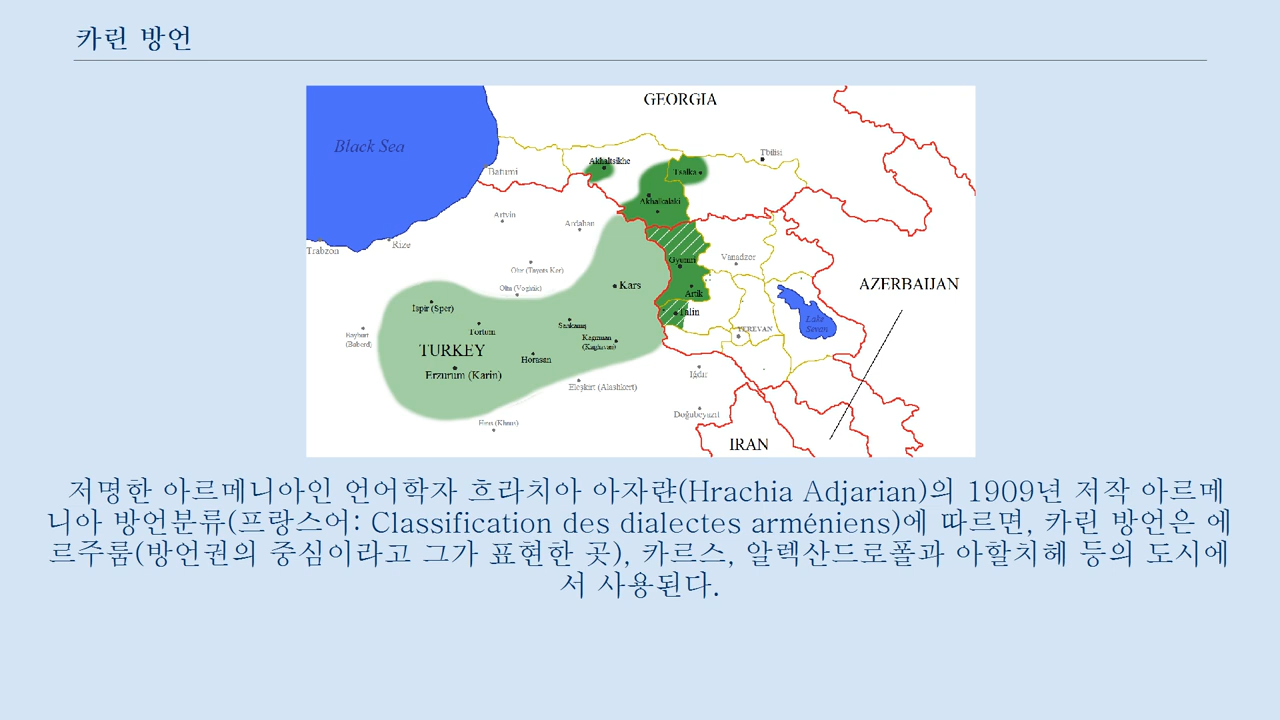 카린 방언
GEORGIA
Black Sea
Akhaltsikhe
Tbilisi
Batumi
Tsalka
Akhalkalaki
Artvin
Ardahan
Trabzon
Rize
Gyumri
Vanadzor
Kars
AZERBAIJAN
Artik
Ispir (Sper)
Talin
Lake
Sevan
Tortum
YEREVAN
Bayburt
(Baberd)
Horasan
TURKEY
Erzurum (Karin)
Iğdır
Eleşkirt (Alashkert)
Doğubeyazıt
Hınıs (Khnus)
IRAN
저명한 아르메니아인 언어학자 흐라치아 아자랸(Hrachia Adjarian)의 1909년 저작 아르메
니아 방언분류(프랑스어: Classification des dialectes arméniens)에 따르면, 카린 방언은 에
르주룸(방언권의 중심이라고 그가 표현한 곳), 카르스, 알렉산드로폴과 아할치헤 등의 도시에
서 사용된다.